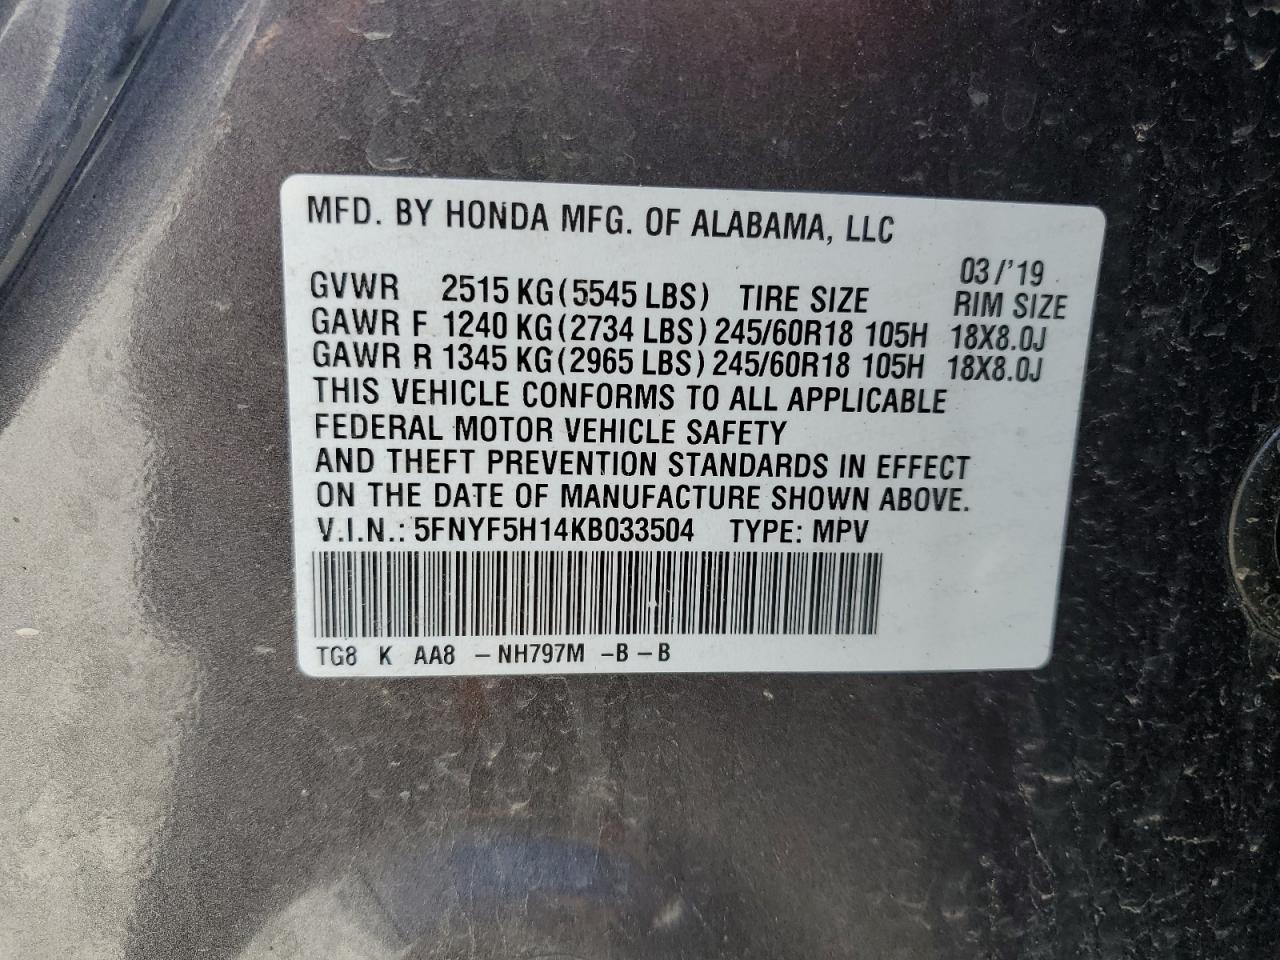 MFD. BY HONDA MFG. OF ALABAMA, LLC
03/'19
GVWR 2515 KG(5545 LBS) TIRE SIZE RIM SIZE
GAWR F 1240 KG(2734 LBS) 245/60R18 105H 18X8.0J
GAWR R 1345 KG(2965 LBS) 245/60R18 105H 18X8.0J
THIS VEHICLE CONFORMS TO ALL APPLICABLE
FEDERAL MOTOR VEHICLE SAFETY
AND THEFT PREVENTION STANDARDS IN EFFECT
ON THE DATE OF MANUFACTURE SHOWN ABOVE.
V.I.N.: 5FNYF5H14KB033504 TYPE: MPV
TG8 K AA8 -NH797M -B-B